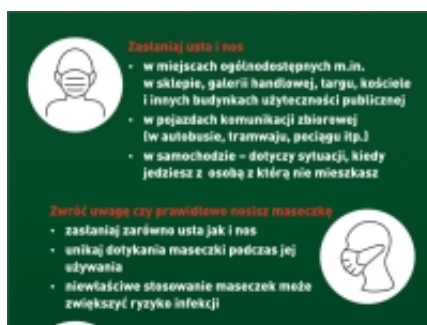 Zasłaniaj usta i nos
• w miejscach ogólnodostępnych m.in.
w sklepie, galerii handlowej, targu, kościele
i innych budynkach użyteczności publicznej
• w pojazdach komunikacji zbiorowej
(w autobusie, tramwaju, pociągu itp.)
• w samochodzie – dotyczy sytuacji, kiedy
jedziesz z osobą z którą nie mieszkasz
Zwróć uwagę czy prawidłowo nosisz maseczkę
• zasłaniaj zarówno usta jak i nos
• unikaj dotykania maseczki podczas jej
używania
• niewłaściwe stosowanie maseczek może
zwiększyć ryzyko infekcji